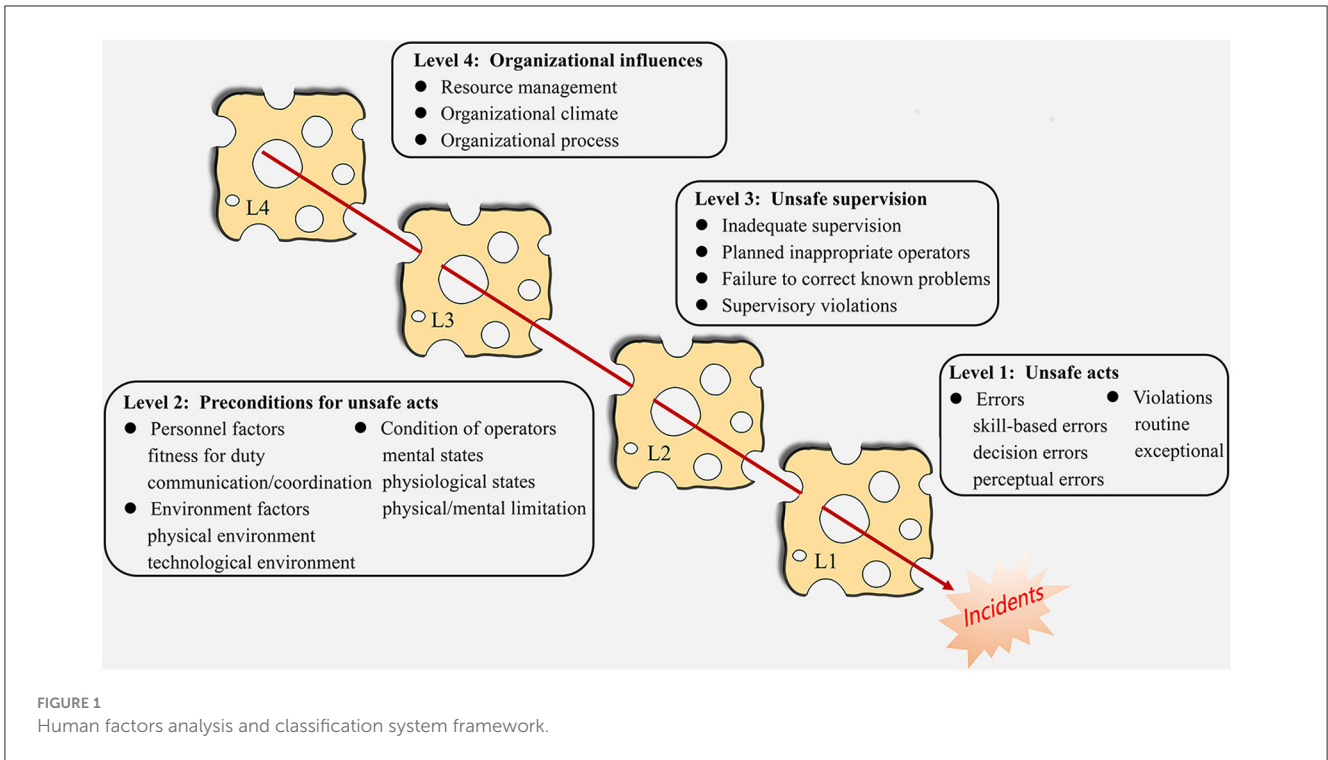 Level 4: Organizational influences
● Resource management
● Organizational climate
● Organizational process
L4
Level 3: Unsafe supervision
● Inadequate supervision
● Planned inappropriate operators
● Failure to correct known problems
● Supervisory violations
L3
Level 2: Preconditions for unsafe acts
● Personnel factors
fitness for duty
communication/coordination
● Environment factors
physical environment
technological environment
● Condition of operators
mental states
physiological states
physical/mental limitation
L2
Level 1: Unsafe acts
● Errors
skill-based errors
decision errors
perceptual errors
● Violations
routine
exceptional
L1
Incidents
FIGURE 1
Human factors analysis and classification system framework.